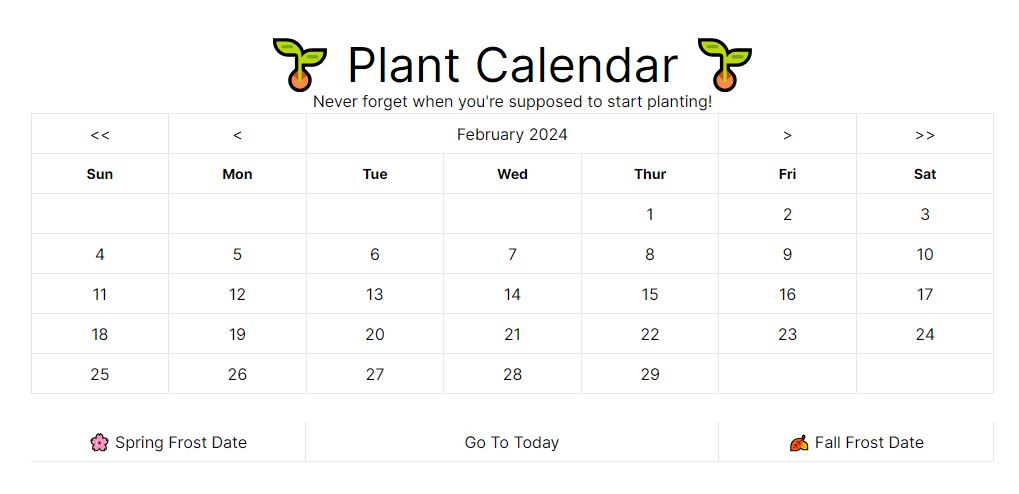 Plant Calendar
Never forget when you're supposed to start planting!
<< < February 2024 > >>
Sun Mon Tue Wed Thur Fri Sat
1 2 3
4 5 6 7 8 9 10
11 12 13 14 15 16 17
18 19 20 21 22 23 24
25 26 27 28 29
Spring Frost Date Go To Today Fall Frost Date